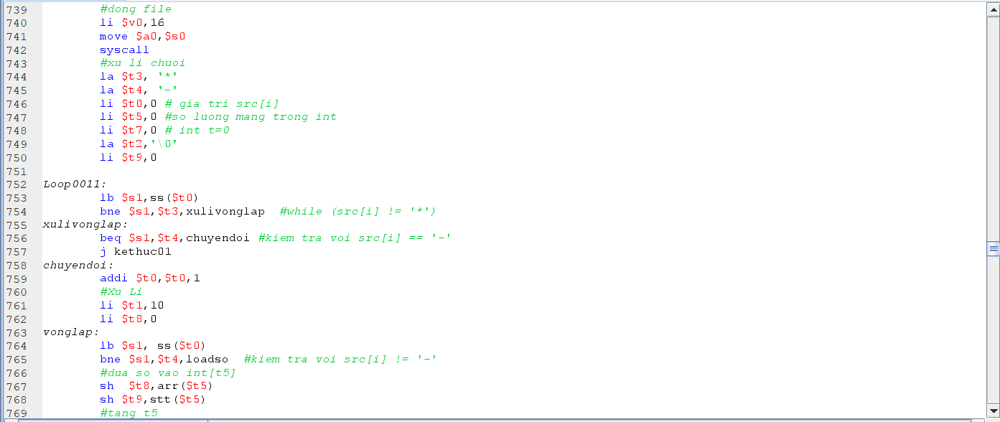 739 #dong file
740 li $v0,16
741 move $a0,$s0
742 syscall
743 #xu li chuoi
744 la $t3, '*'
745 la $t4, '-'
746 li $t0,0 # gia tri src[i]
747 li $t5,0 #so luong mang trong int
748 li $t7,0 # int t=0
749 la $t2,'\0'
750 li $t9,0
751
752 Loop0011:
753 lb $s1,ss($t0)
754 bne $s1,$t3,xulivonglap #while (src[i] != '*')
755 xulivonglap:
756 beq $s1,$t4,chuyendoi #kiem tra voi src[i] == '-'
757 j kethuc01
758 chuyendoi:
759 addi $t0,$t0,1
760 #Xu Li
761 li $t1,10
762 li $t8,0
763 vonglap:
764 lb $s1, ss($t0)
765 bne $s1,$t4,loadso #kiem tra voi src[i] != '-'
766 #dua so vao int[t5]
767 sh $t8,arr($t5)
768 sh $t9,stt($t5)
769 #tang t5